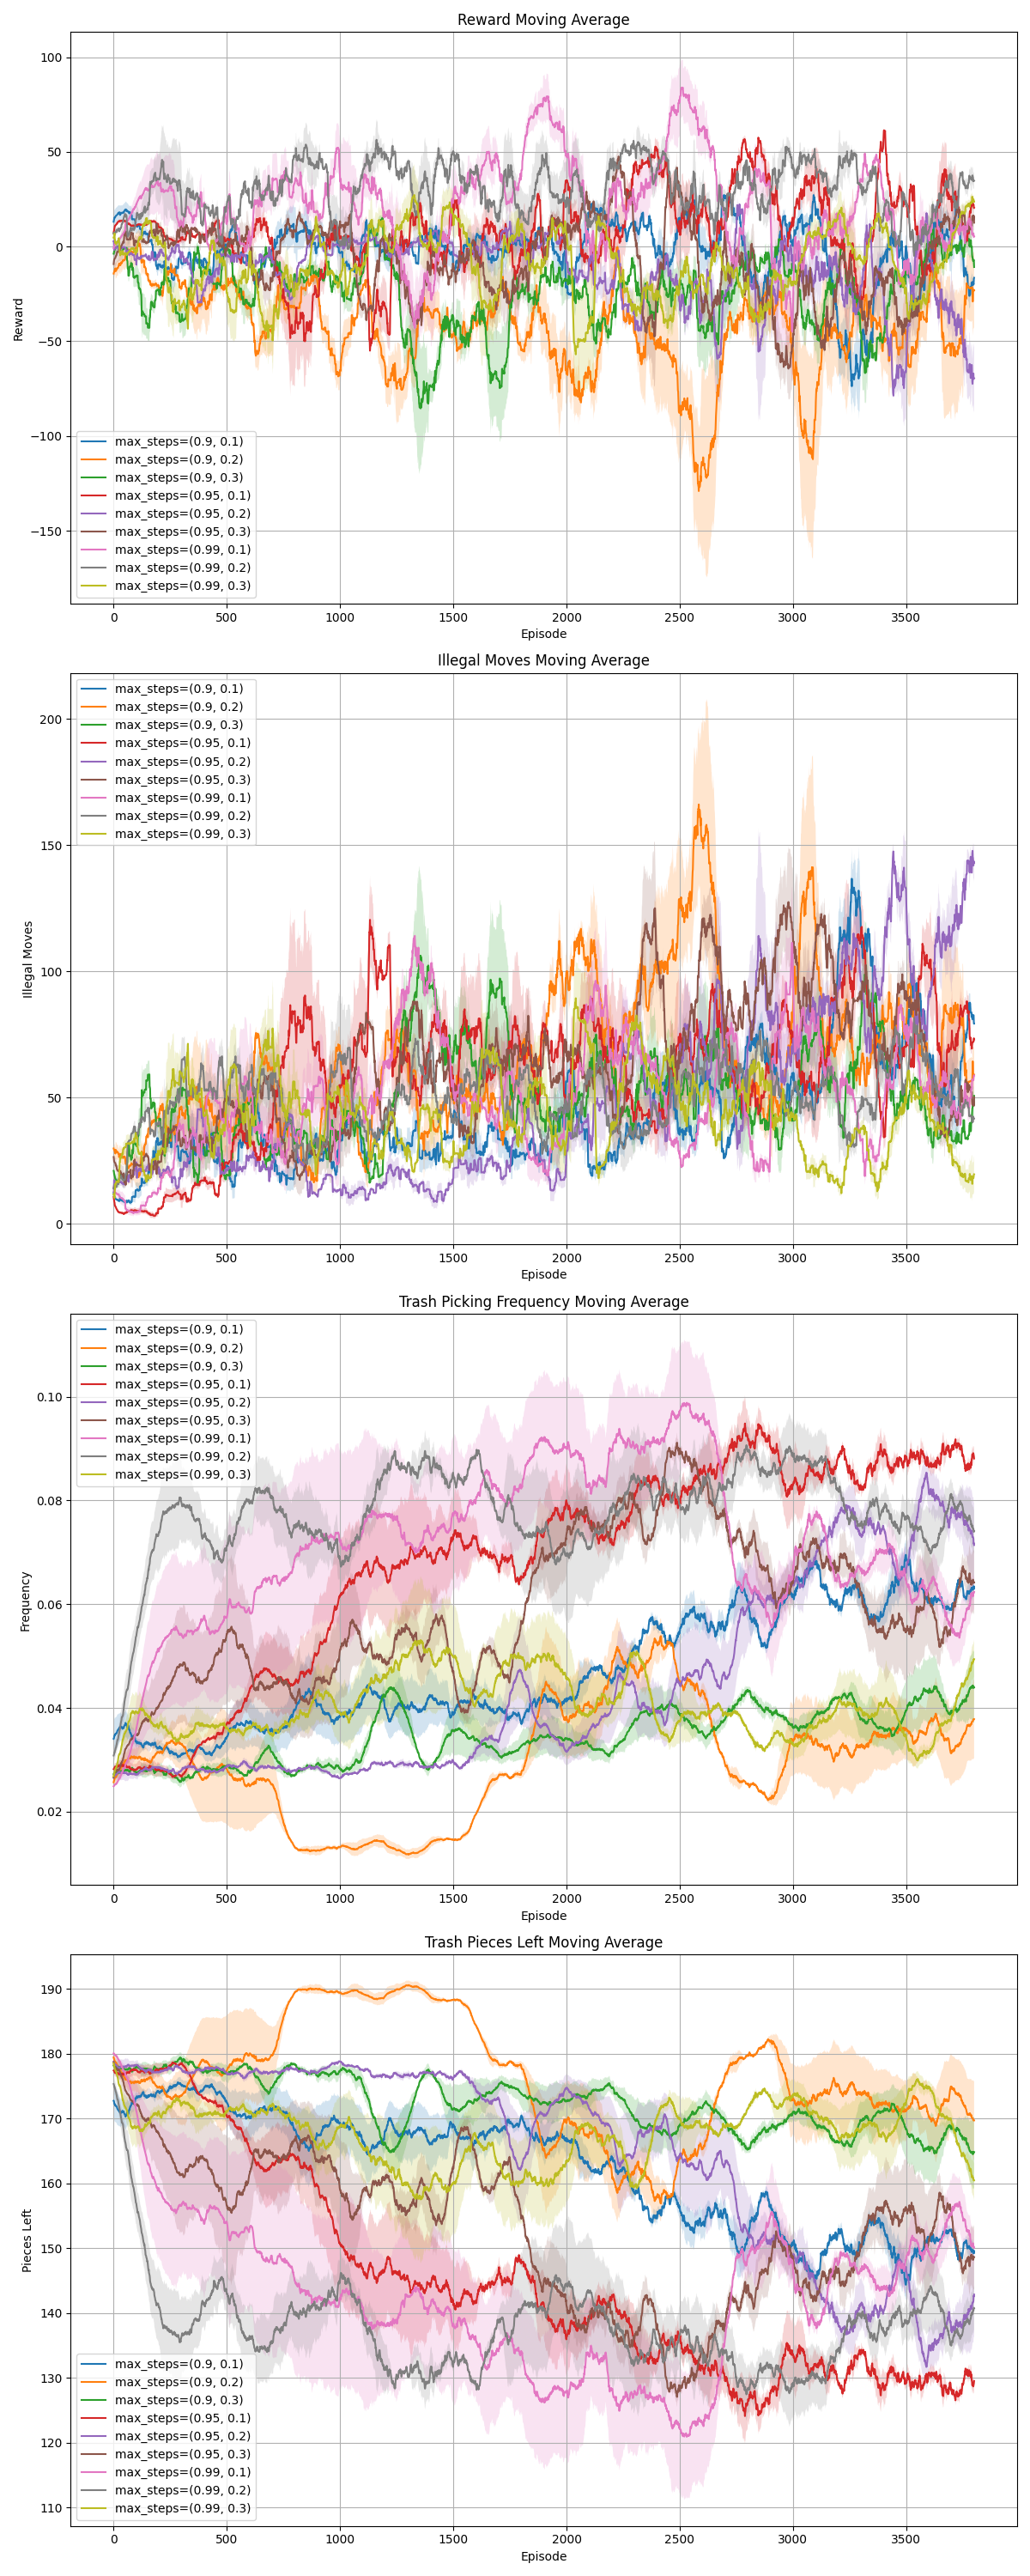 Reward Moving Average
100
50
0
−50
−100
−150
Reward
max_steps=(0.9, 0.1)
max_steps=(0.9, 0.2)
max_steps=(0.9, 0.3)
max_steps=(0.95, 0.1)
max_steps=(0.95, 0.2)
max_steps=(0.95, 0.3)
max_steps=(0.99, 0.1)
max_steps=(0.99, 0.2)
max_steps=(0.99, 0.3)
0 500 1000 1500 2000 2500 3000 3500
Episode
Illegal Moves Moving Average
max_steps=(0.9, 0.1)
max_steps=(0.9, 0.2)
max_steps=(0.9, 0.3)
max_steps=(0.95, 0.1)
max_steps=(0.95, 0.2)
max_steps=(0.95, 0.3)
max_steps=(0.99, 0.1)
max_steps=(0.99, 0.2)
max_steps=(0.99, 0.3)
200
150
100
50
0
Illegal Moves
0 500 1000 1500 2000 2500 3000 3500
Episode
Trash Picking Frequency Moving Average
max_steps=(0.9, 0.1)
max_steps=(0.9, 0.2)
max_steps=(0.9, 0.3)
max_steps=(0.95, 0.1)
max_steps=(0.95, 0.2)
max_steps=(0.95, 0.3)
max_steps=(0.99, 0.1)
max_steps=(0.99, 0.2)
max_steps=(0.99, 0.3)
0.10
0.08
0.06
0.04
0.02
Frequency
0 500 1000 1500 2000 2500 3000 3500
Episode
Trash Pieces Left Moving Average
190
180
170
160
150
140
130
120
110
Pieces Left
max_steps=(0.9, 0.1)
max_steps=(0.9, 0.2)
max_steps=(0.9, 0.3)
max_steps=(0.95, 0.1)
max_steps=(0.95, 0.2)
max_steps=(0.95, 0.3)
max_steps=(0.99, 0.1)
max_steps=(0.99, 0.2)
max_steps=(0.99, 0.3)
0 500 1000 1500 2000 2500 3000 3500
Episode